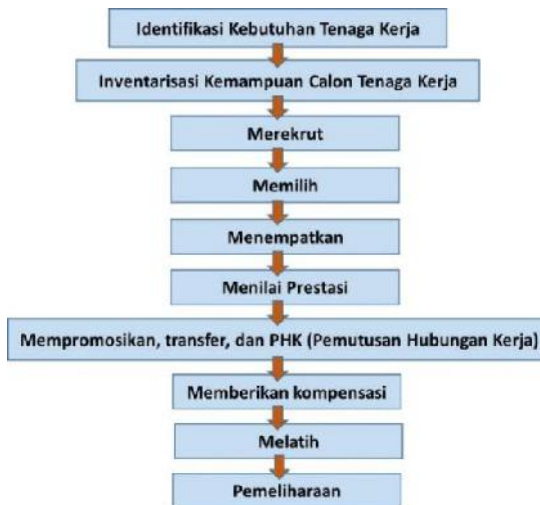 Identifikasi Kebutuhan Tenaga Kerja
Inventarisasi Kemampuan Calon Tenaga Kerja
Merekrut
Memilih
Menempatkan
Menilai Prestasi
Mempromosikan, transfer, dan PHK (Pemutusan Hubungan Kerja)
Memberikan kompensasi
Melatih
Pemeliharaan